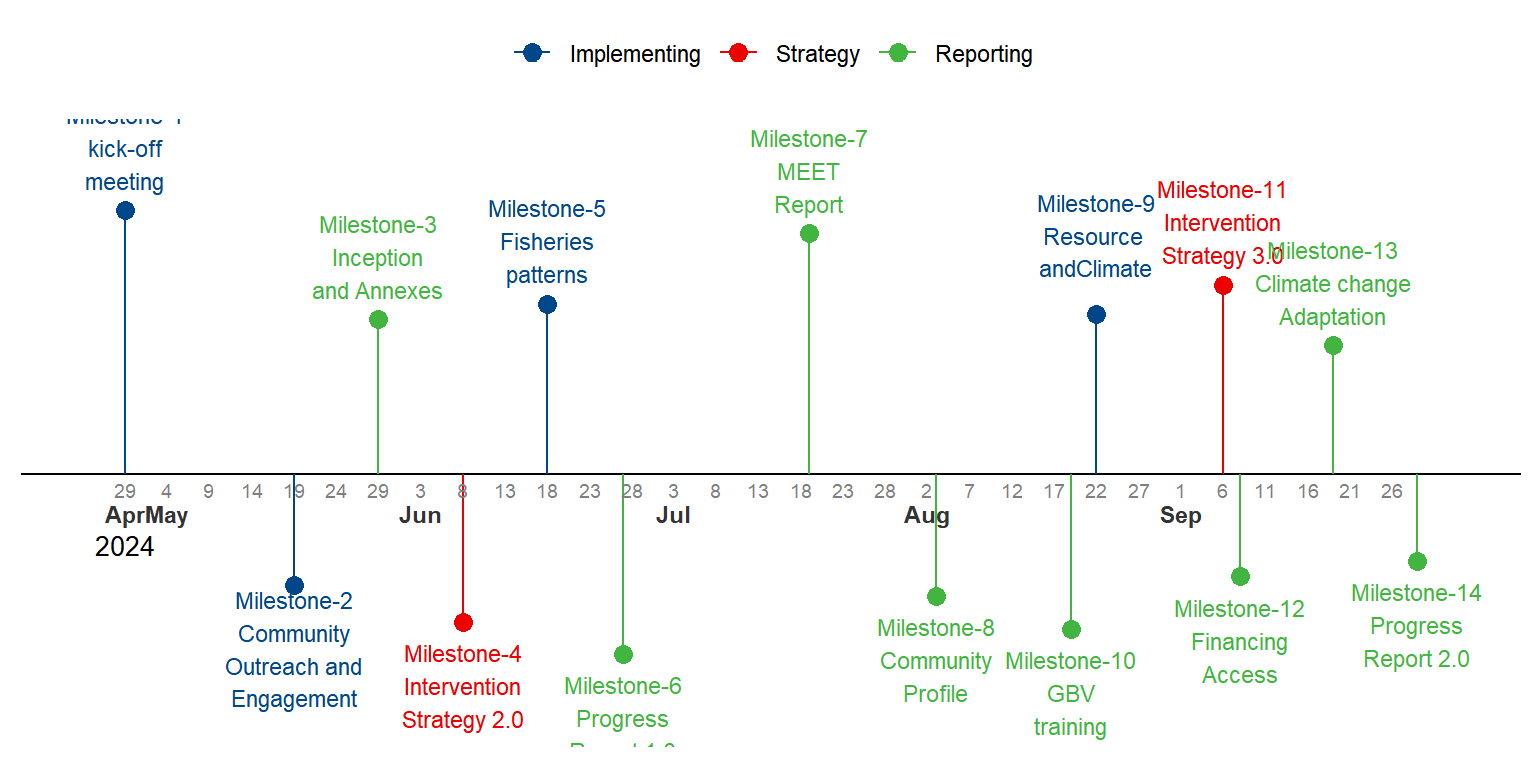 Implementing Strategy Reporting
Milestone-1
kick-off
meeting
Milestone-3
Inception
and Annexes
Milestone-5
Fisheries
patterns
Milestone-7
MEET
Report
Milestone-9
Resource
andClimate
Milestone-11
Intervention
Strategy 3.0
Milestone-13
Climate change
Adaptation
29 4 9 14 19 24 29 3 8 13 18 23 28 3 8 13 18 23 28 2 7 12 17 22 27 1 6 11 16 21 26
AprMay Jun Jul Aug Sep
2024
Milestone-2
Community
Outreach and
Engagement
Milestone-4
Intervention
Strategy 2.0
Milestone-6
Progress
Milestone-8
Community
Profile
Milestone-10
GBV
training
Milestone-12
Financing
Access
Milestone-14
Progress
Report 2.0